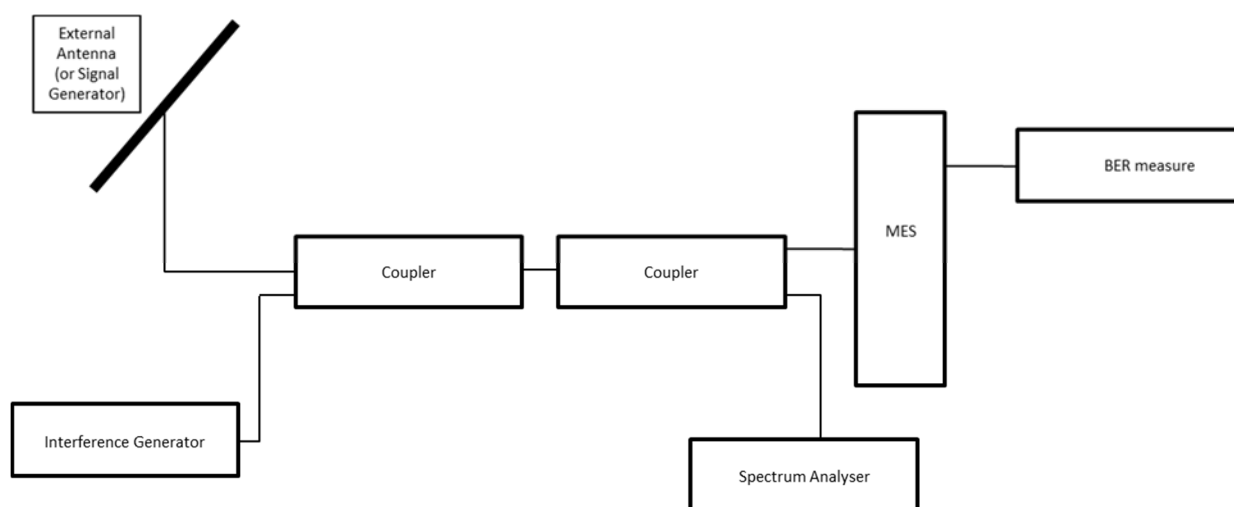 External
Antenna
(or Signal
Generator)
BER measure
MES
Coupler
Coupler
Interference Generator
Spectrum Analyser